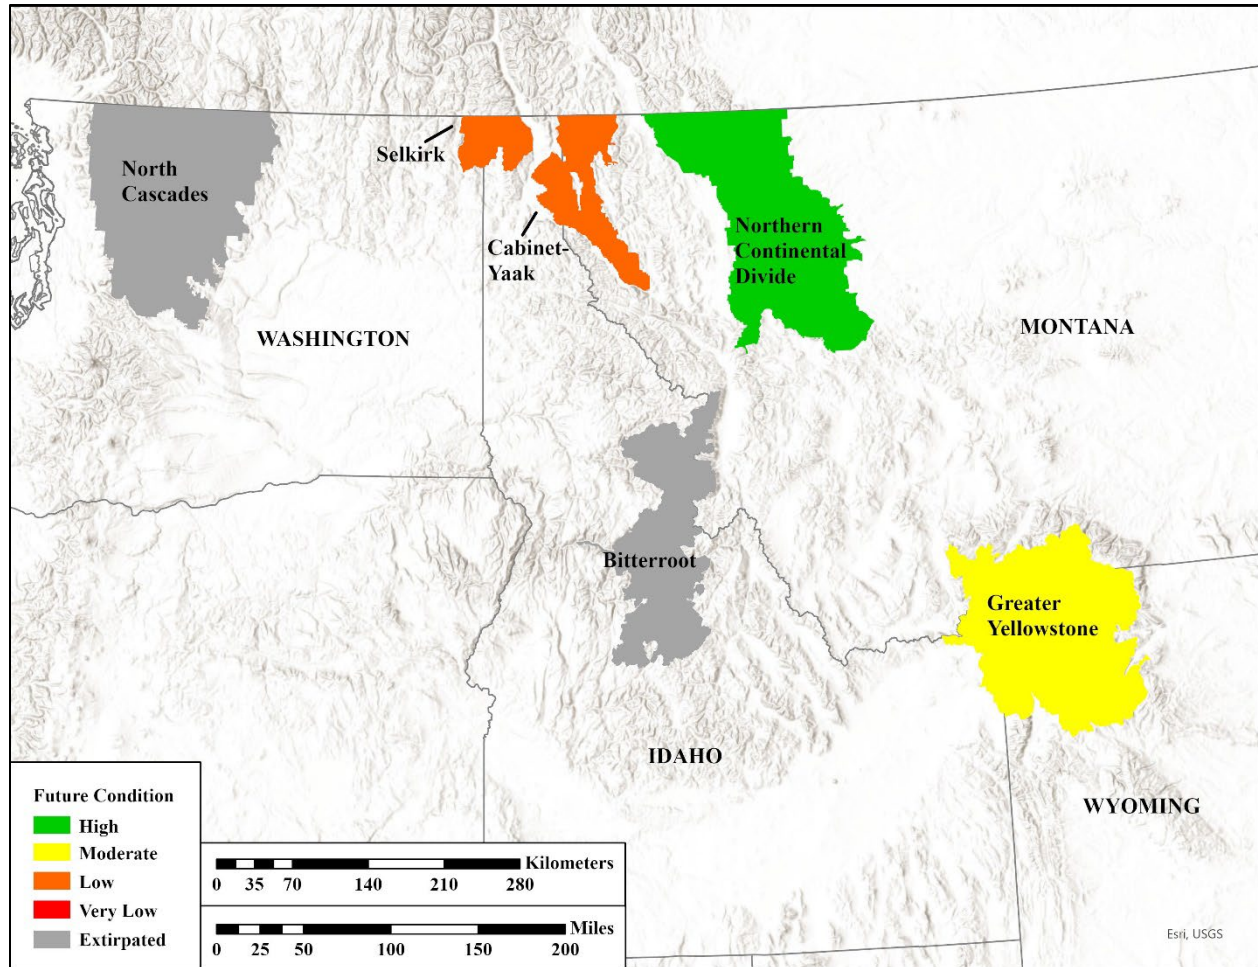 North
Cascades
Selkirk
Cabinet-
Yaak
Northern
Continental
Divide
WASHINGTON
MONTANA
Bitterroot
Greater
Yellowstone
IDAHO
WYOMING
Future Condition
High
Moderate
Low
Very Low
Extirpated
Kilometers
0 35 70 140 210 280
Miles
0 25 50 100 150 200
Esri, USGS